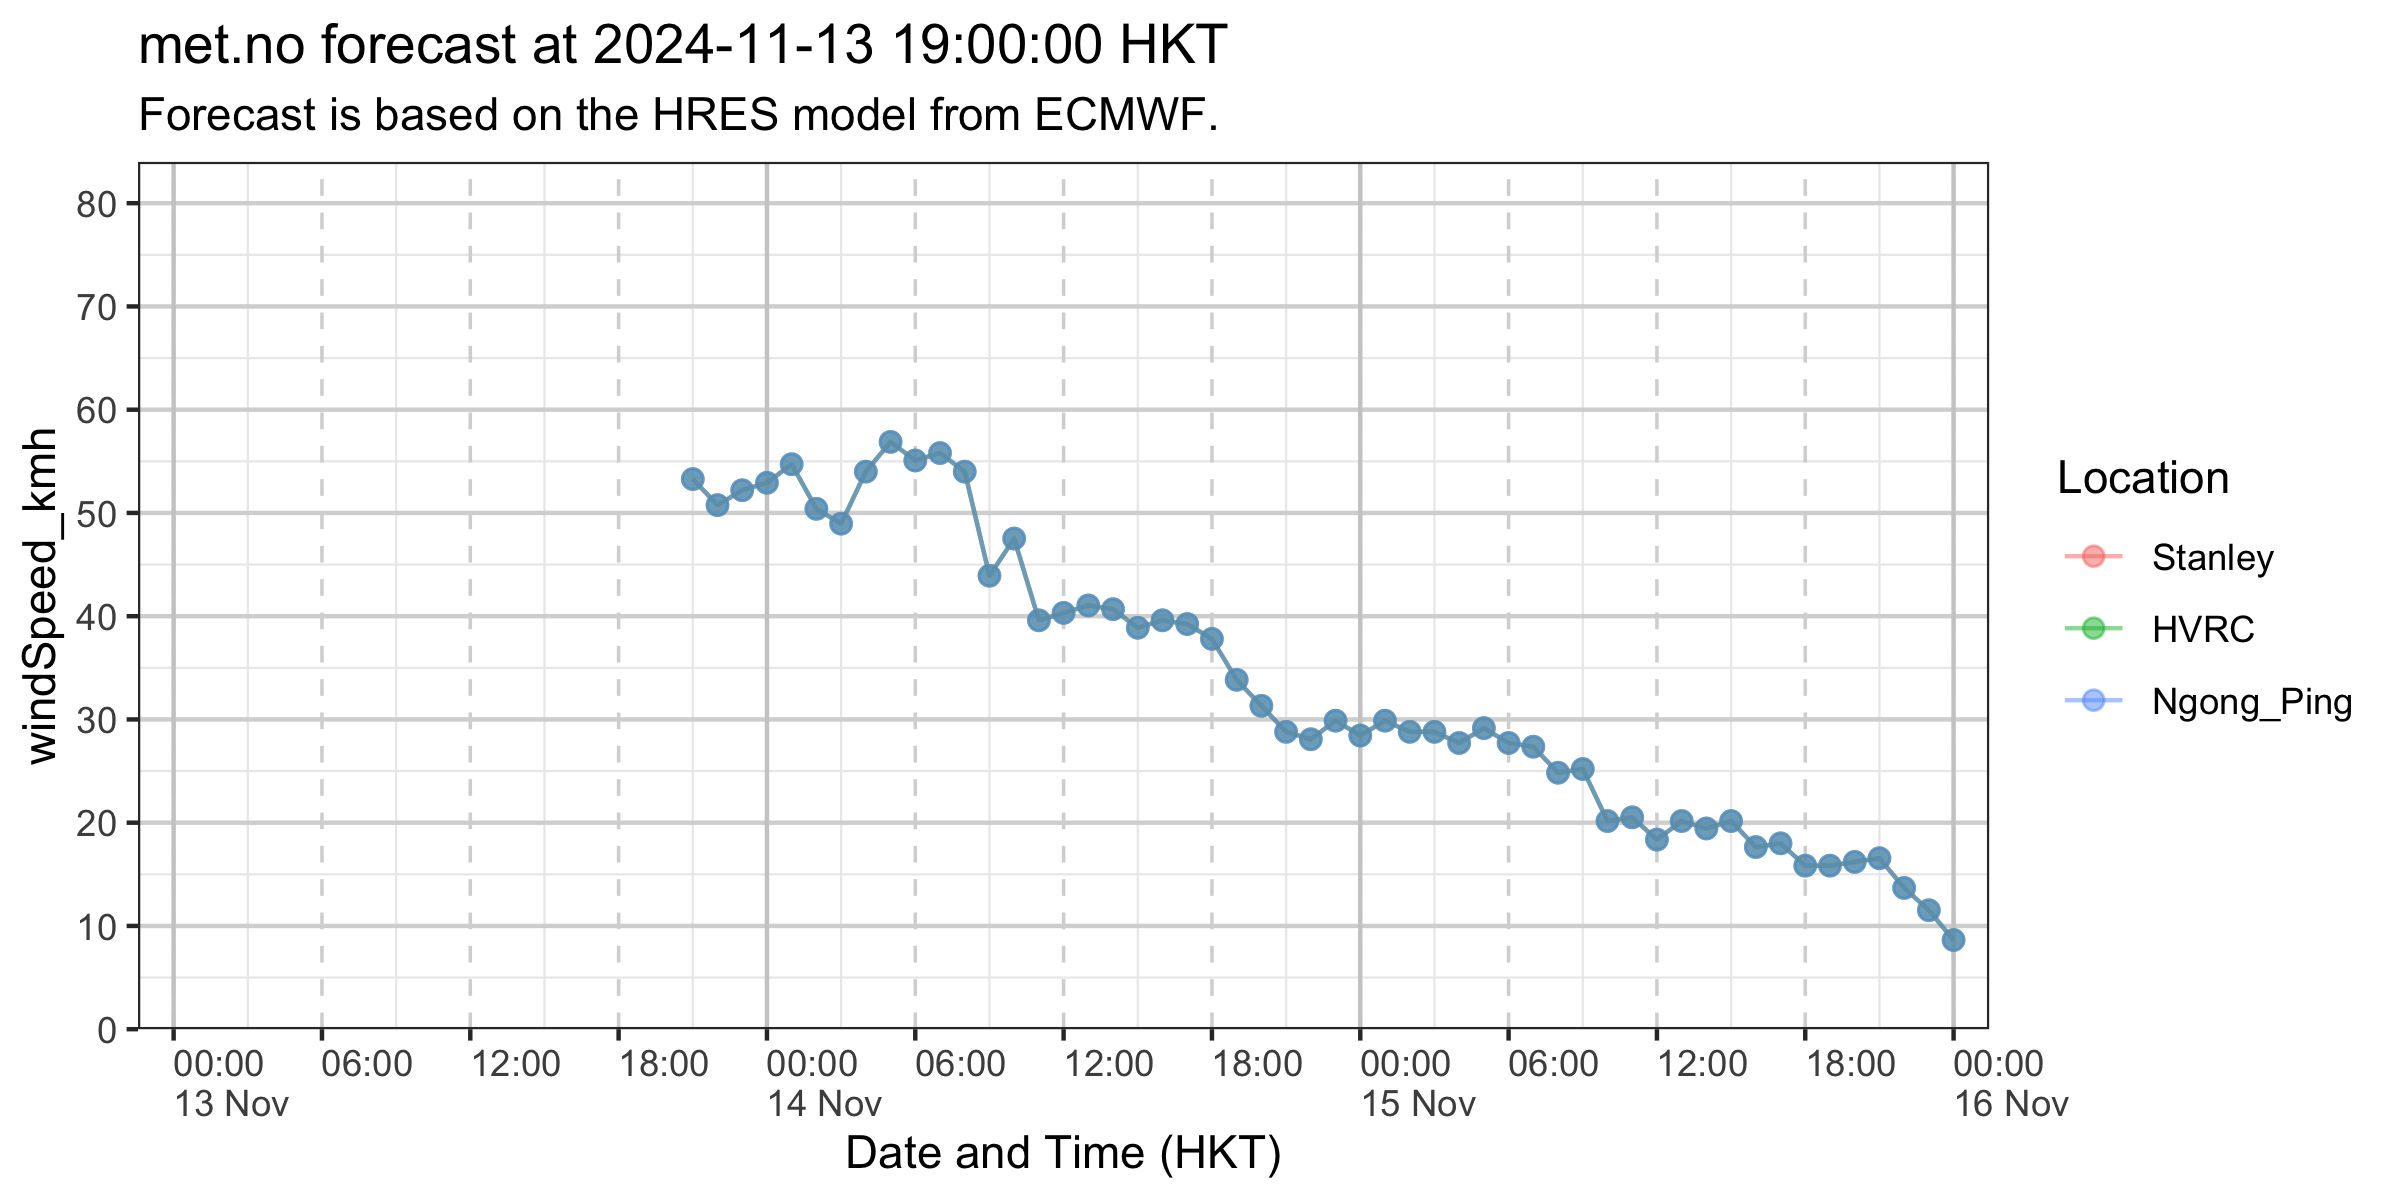 met.no forecast at 2024-11-13 19:00:00 HKT
Forecast is based on the HRES model from ECMWF.
windSpeed_kmh
80
70
60
50
40
30
20
10
0
00:00 06:00 12:00 18:00 00:00 06:00 12:00 18:00 00:00 06:00 12:00 18:00 00:00
13 Nov 14 Nov 15 Nov 16 Nov
Date and Time (HKT)
Location
Stanley
HVRC
Ngong_Ping